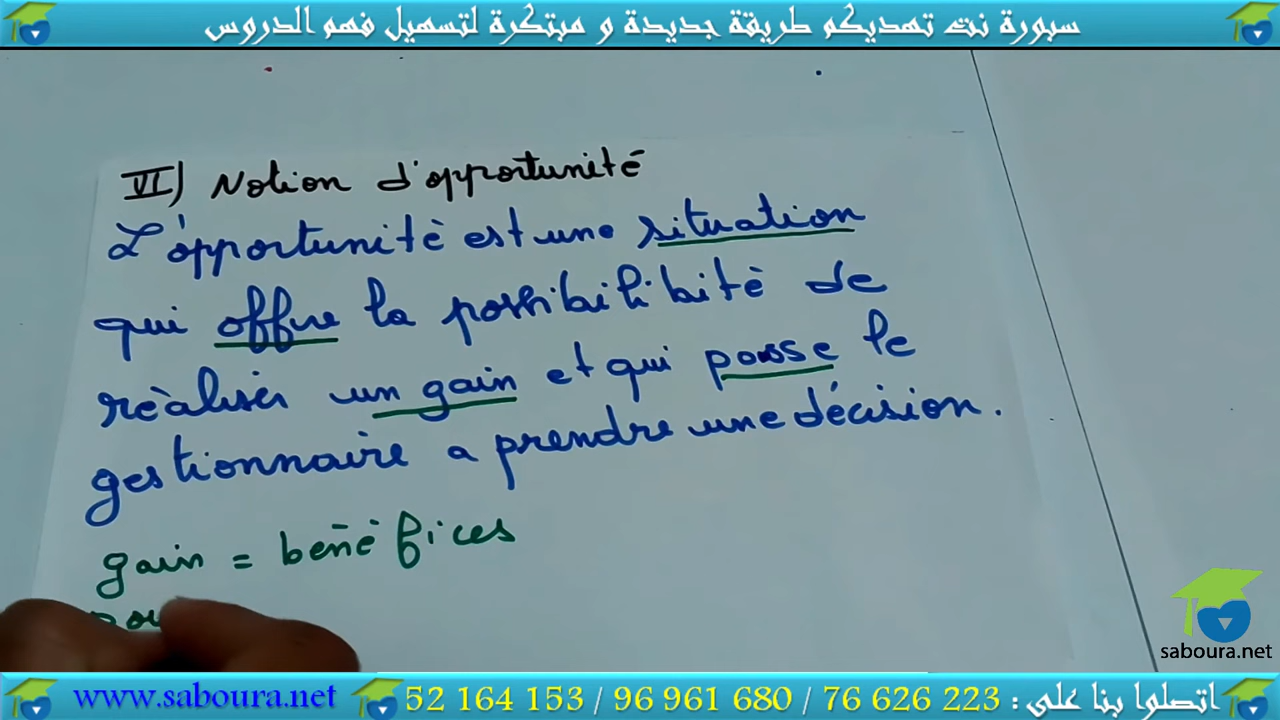 سبورة نت تهديكم طريقة جديدة و مبتكرة لتسهيل فهم الدروس
VI) Notion d'opportunité
L'opportunité est une situation
qui offre la possibilibité de
réaliser un gain et qui pousse le
gestionnaire a prendre une décision.
gain = bénéfices
pou
saboura.net
www.saboura.net
52 164 153 / 96 961 680 / 76 626 223 : اتصلوا بنا على